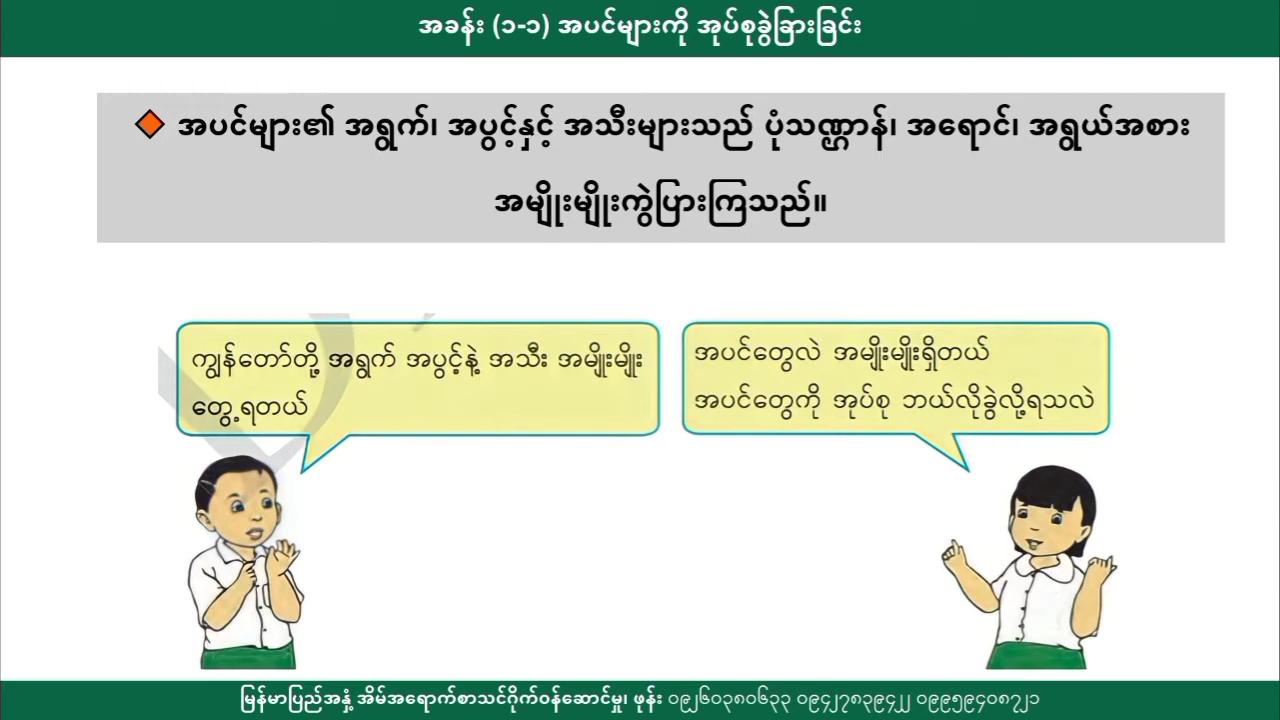 အခန်း (၁-၁) အပင်များကို အုပ်စုခွဲခြားခြင်း
အပင်များ၏ အရွက်၊ အပွင့်နှင့် အသီးများသည် ပုံသဏ္ဌာန်၊ အရောင်၊ အရွယ်အစား
အမျိုးမျိုးကွဲပြားကြသည်။
ကျွန်တော်တို့ အရွက် အပွင့်နဲ့ အသီး အမျိုးမျိုး
တွေ့ရတယ်
အပင်တွေလဲ အမျိုးမျိုးရှိတယ်
အပင်တွေကို အုပ်စု ဘယ်လိုခွဲလို့ရသလဲ
မြန်မာပြည်အနှံ့ အိမ်အရောက်စာသင်ဂိုက်ဝန်ဆောင်မှု၊ ဖုန်း ၀၉၂၆၀၃၈၀၆၃၃ ၀၉၄၂၇၈၃၉၄၂၂ ၀၉၉၅၉၄၀၈၇၂၁